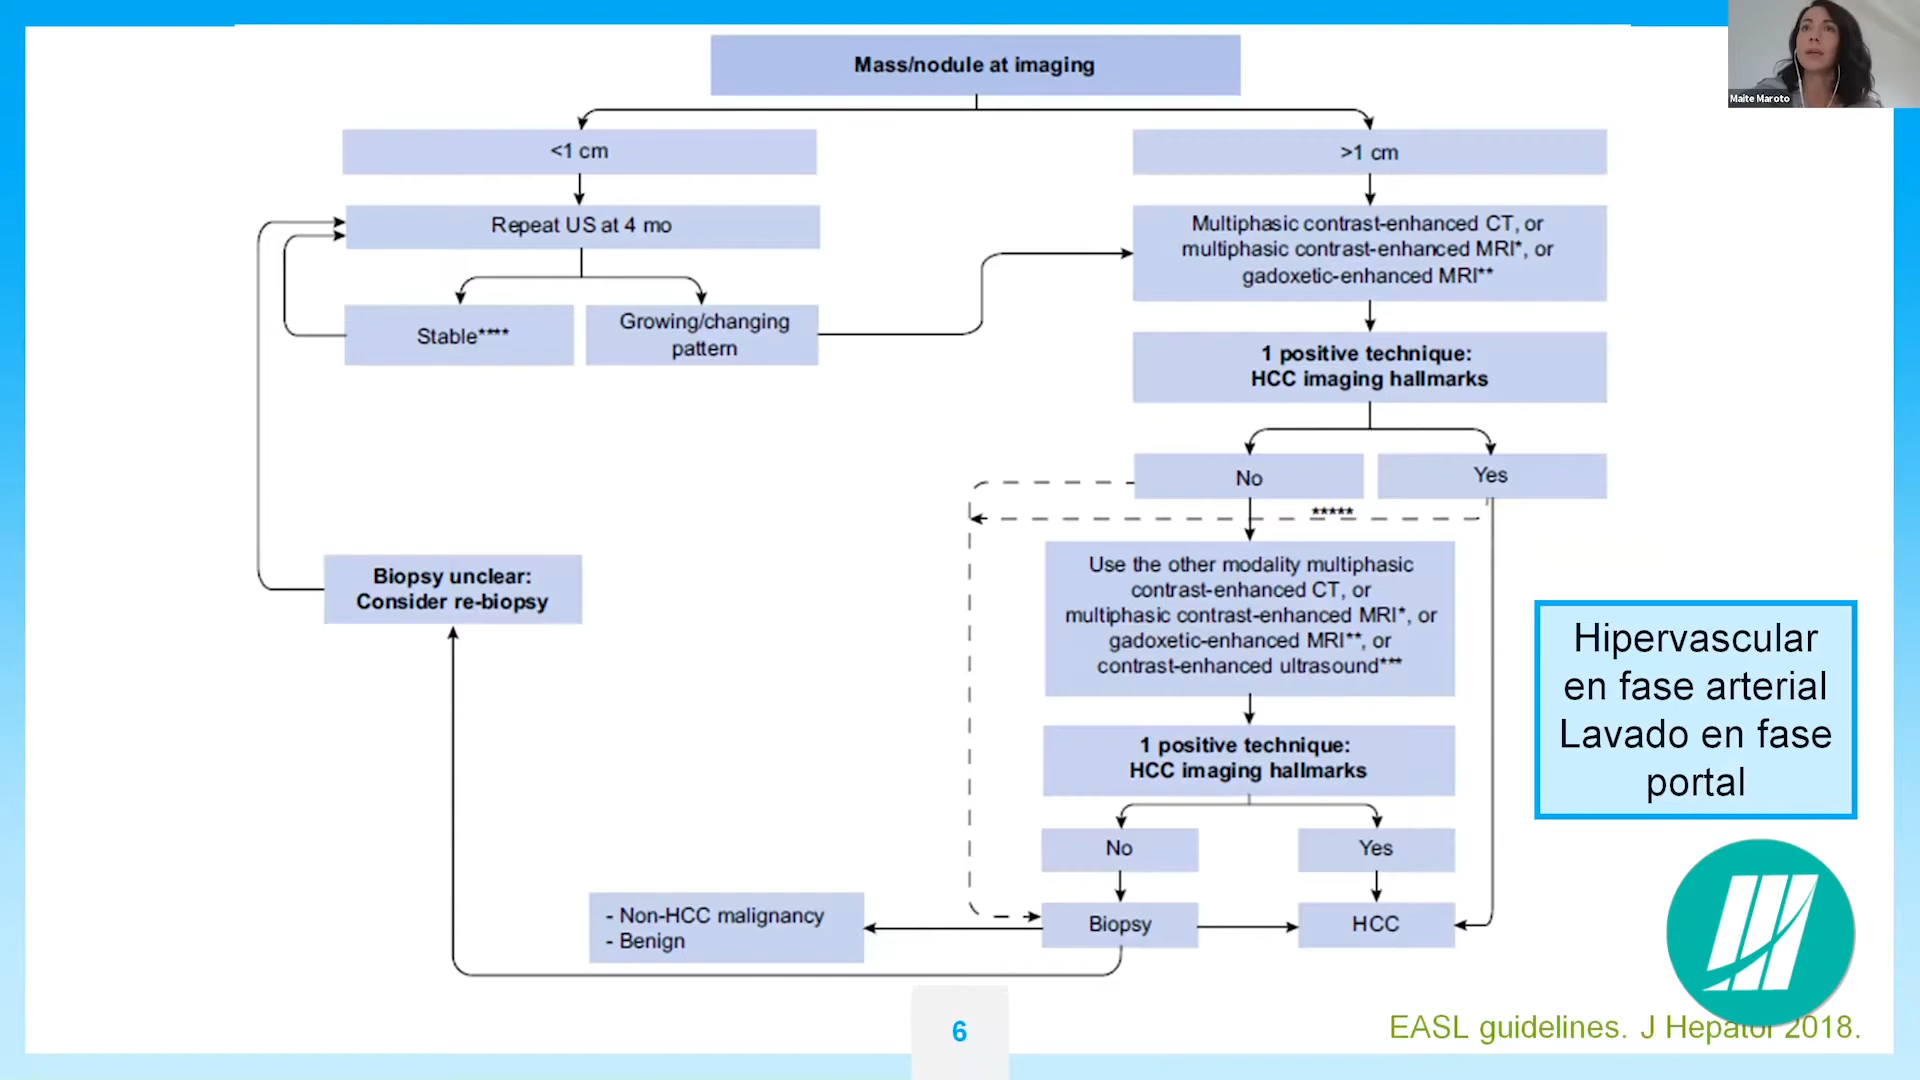 Mass/nodule at imaging
Maite Maroto
<1 cm
>1 cm
Repeat US at 4 mo
Multiphasic contrast-enhanced CT, or
multiphasic contrast-enhanced MRI*, or
gadoxetic-enhanced MRI**
Stable****
Growing/changing
pattern
1 positive technique:
HCC imaging hallmarks
No
Yes
*****
Use the other modality multiphasic
contrast-enhanced CT, or
multiphasic contrast-enhanced MRI*, or
gadoxetic-enhanced MRI**, or
contrast-enhanced ultrasound***
Biopsy unclear:
Consider re-biopsy
Hipervascular
en fase arterial
Lavado en fase
portal
1 positive technique:
HCC imaging hallmarks
No
Yes
- Non-HCC malignancy
- Benign
Biopsy
HCC
6
EASL guidelines. J Hepatol 2018.